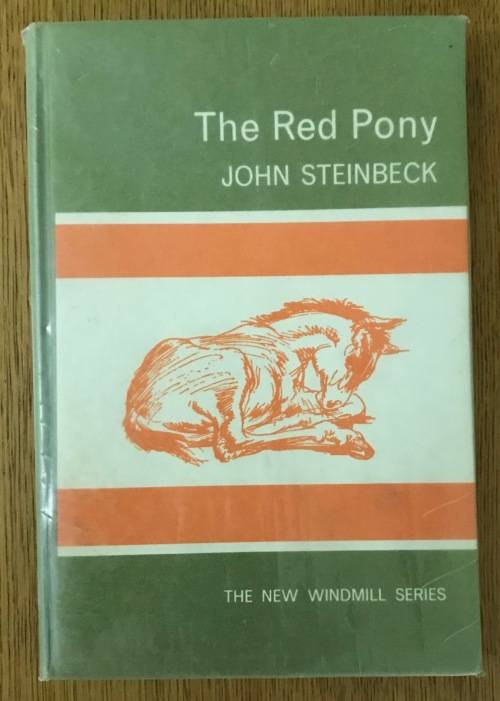 The Red Pony
JOHN STEINBECK
THE NEW WINDMILL SERIES